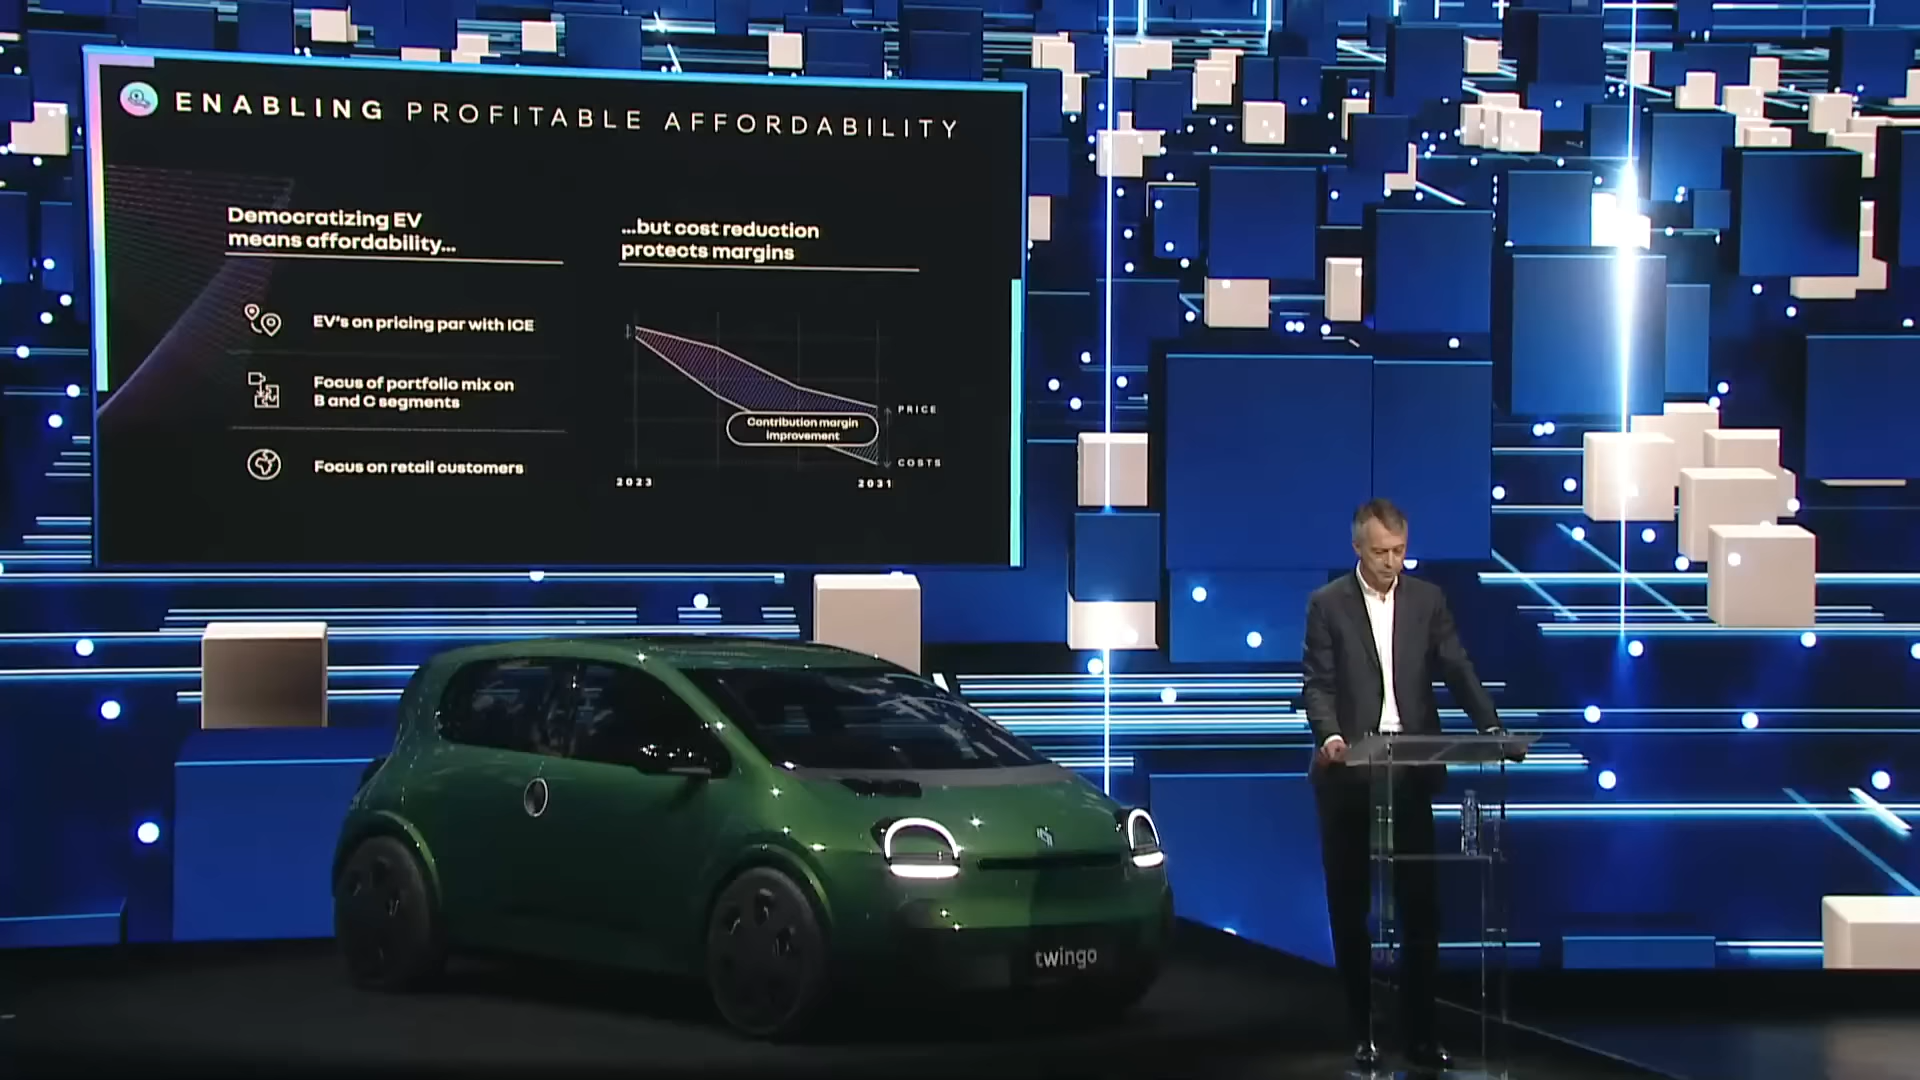 ENABLING PROFITABLE AFFORDABILITY
Democratizing EV
means affordability...
EV's on pricing par with ICE
Focus of portfolio mix on
B and C segments
Focus on retail customers
...but cost reduction
protects margins
PRICE
Contribution margin
improvement
COSTS
2023
2031
twingo